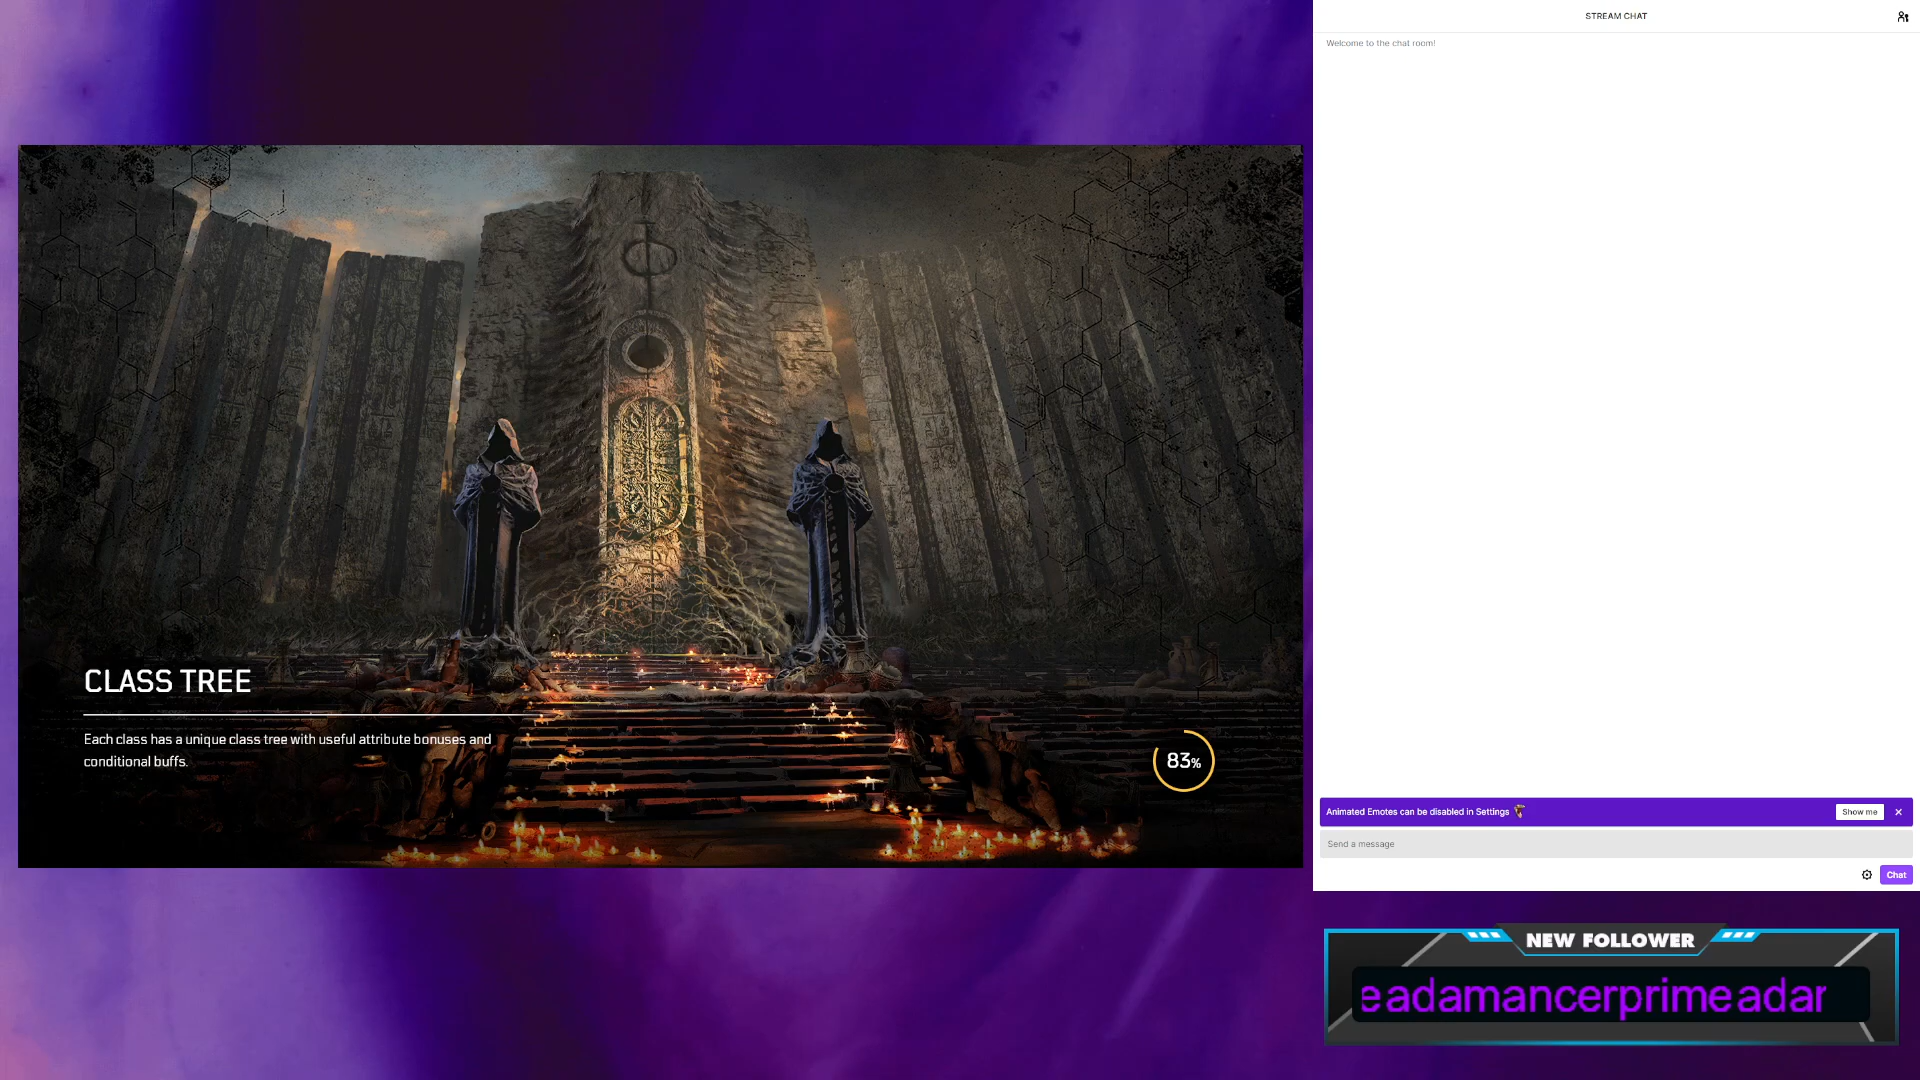 STREAM CHAT
Welcome to the chat room!
CLASS TREE
Each class has a unique class tree with useful attribute bonuses and
conditional buffs.
83%
Animated Emotes can be disabled in Settings
Show me
Send a message
Chat
NEW FOLLOWER
eadamancerprimeadar